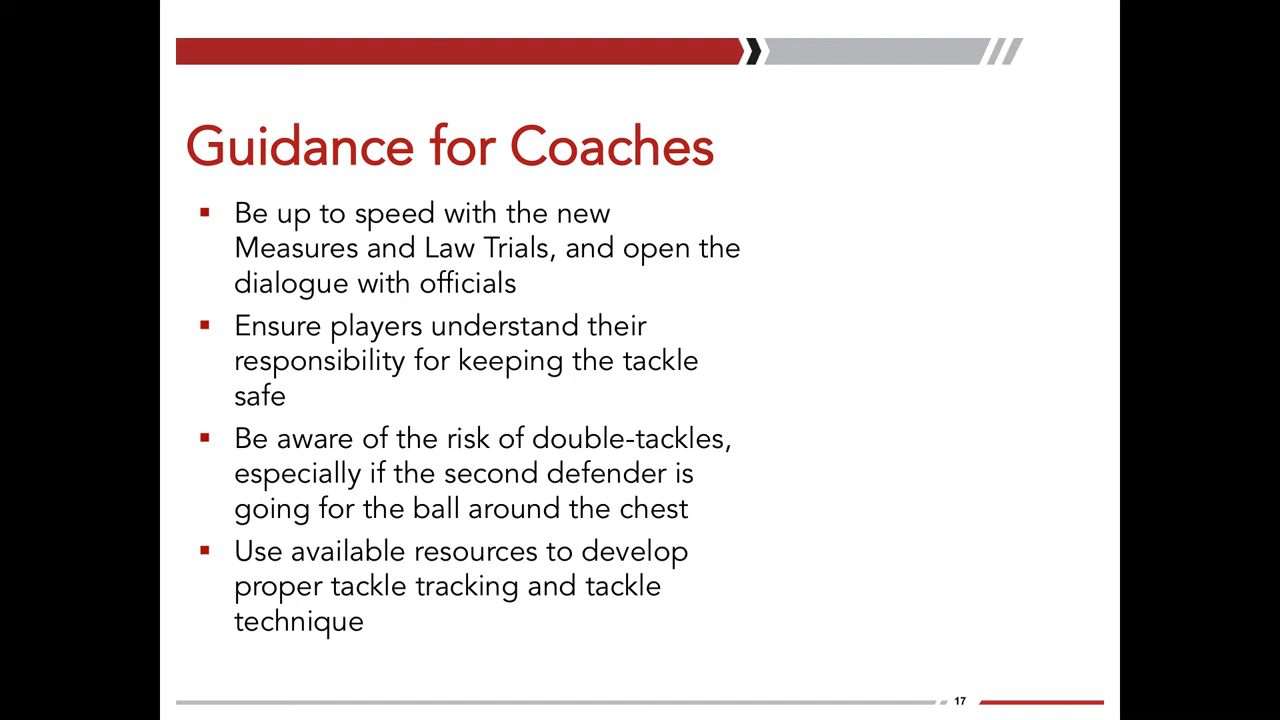 Guidance for Coaches
Be up to speed with the new
Measures and Law Trials, and open the
dialogue with officials
Ensure players understand their
responsibility for keeping the tackle
safe
Be aware of the risk of double-tackles,
especially if the second defender is
going for the ball around the chest
Use available resources to develop
proper tackle tracking and tackle
technique
17